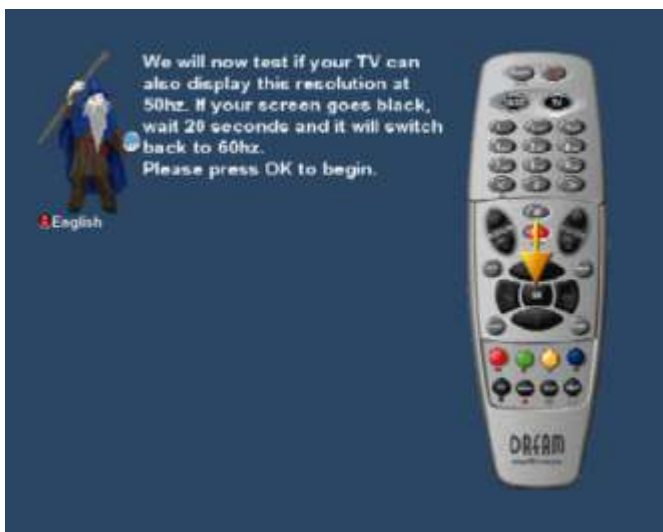 We will now test if your TV can
also display this resolution at
50hz. If your screen goes black,
wait 20 seconds and it will switch
back to 60hz.
Please press OK to begin.
English
DREAM